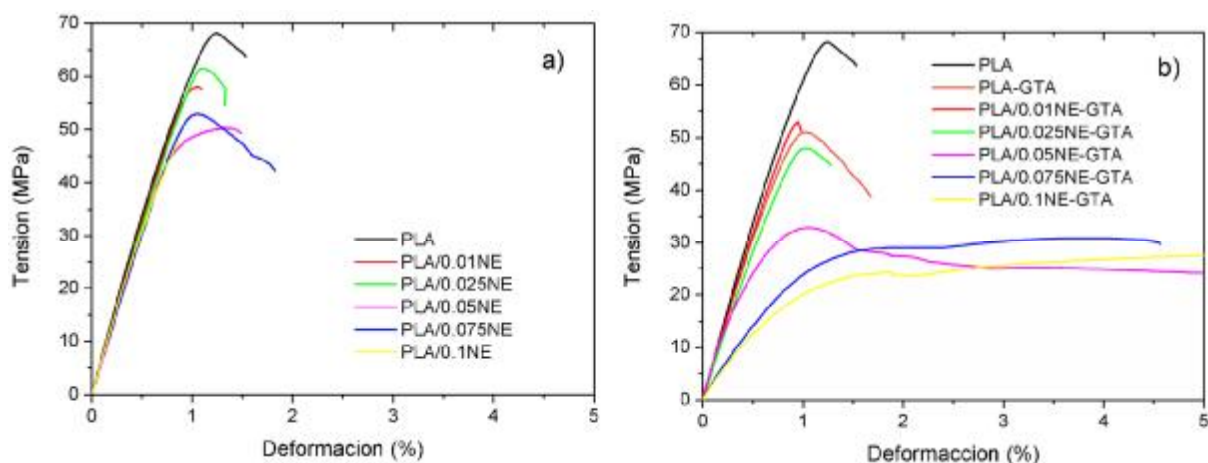 a)
70
60
50
40
30
20
10
0
Tension (MPa)
PLA
PLA/0.01NE
PLA/0.025NE
PLA/0.05NE
PLA/0.075NE
PLA/0.1NE
0 1 2 3 4 5
Deformacion (%)
b)
70
60
50
40
30
20
10
0
Tension (MPa)
PLA
PLA-GTA
PLA/0.01NE-GTA
PLA/0.025NE-GTA
PLA/0.05NE-GTA
PLA/0.075NE-GTA
PLA/0.1NE-GTA
0 1 2 3 4 5
Deformaccion (%)